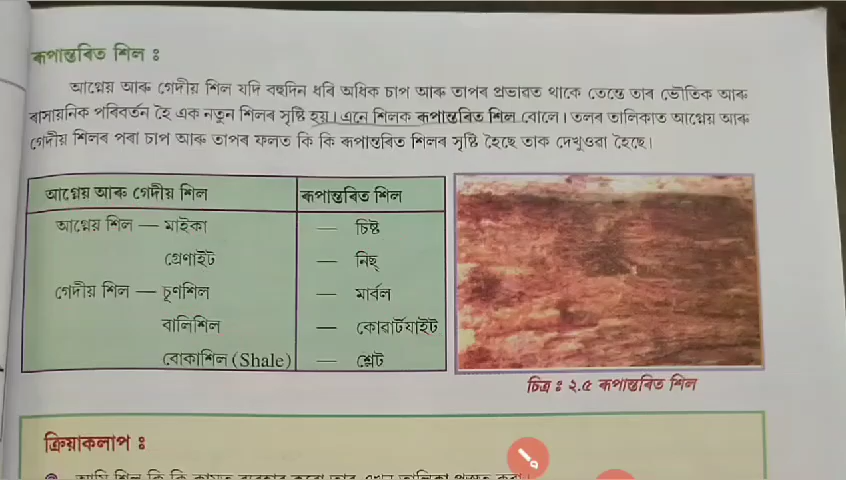 ৰূপান্তৰিত শিল ঃ
আগ্নেয় আৰু গেদীয় শিল যদি বহুদিন ধৰি অধিক চাপ আৰু তাপৰ প্ৰভাৱত থাকে তেন্তে তাৰ ভৌতিক আৰু
ৰাসায়নিক পৰিবৰ্তন হৈ এক নতুন শিলৰ সৃষ্টি হয়। এনে শিলক ৰূপান্তৰিত শিল বোলে। তলৰ তালিকাত আগ্নেয় আৰু
গেদীয় শিলৰ পৰা চাপ আৰু তাপৰ ফলত কি কি ৰূপান্তৰিত শিলৰ সৃষ্টি হৈছে তাক দেখুওৱা হৈছে।
আগ্নেয় আৰু গেদীয় শিল ৰূপান্তৰিত শিল
আগ্নেয় শিল — মাইকা — চিষ্ট
গ্ৰেণাইট — নিছ্
গেদীয় শিল — চূণশিল — মাৰ্বল
বালিশিল — কোৱাৰ্টযাইট
বোকাশিল (Shale) — শ্লেট
চিত্ৰ ঃ ২.৫ ৰূপান্তৰিত শিল
ক্ৰিয়াকলাপ ঃ